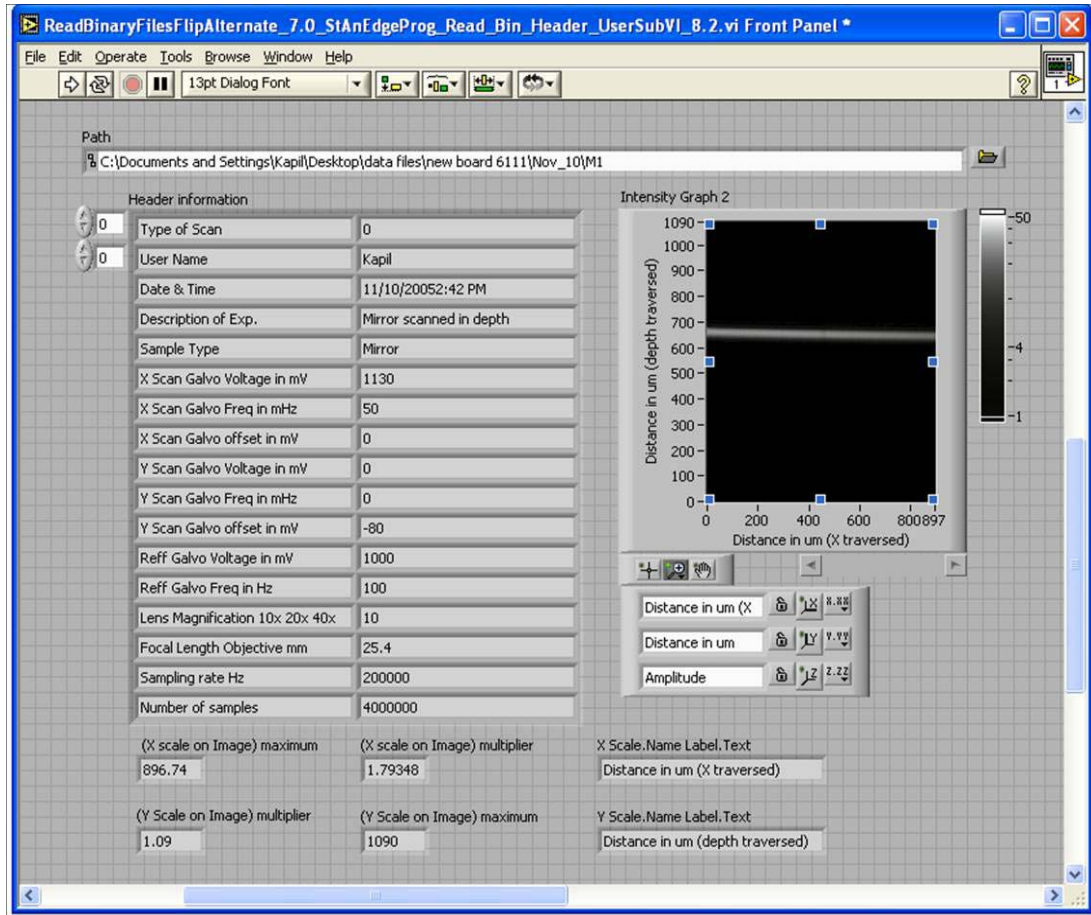 ReadBinaryFilesFlipAlternate_7.0_StAnEdgeProg_Read_Bin_Header_UserSubVI_8.2.vi Front Panel *
File Edit Operate Tools Browse Window Help
13pt Dialog Font
1
Path
C:\Documents and Settings\Kapil\Desktop\data files\new board 6111\Nov_10\M1
Header information
0
0
Type of Scan 0
User Name Kapil
Date & Time 11/10/20052:42 PM
Description of Exp. Mirror scanned in depth
Sample Type Mirror
X Scan Galvo Voltage in mV 1130
X Scan Galvo Freq in mHz 50
X Scan Galvo offset in mV 0
Y Scan Galvo Voltage in mV 0
Y Scan Galvo Freq in mHz 0
Y Scan Galvo offset in mV -80
Reff Galvo Voltage in mV 1000
Reff Galvo Freq in Hz 100
Lens Magnification 10x 20x 40x 10
Focal Length Objective mm 25.4
Sampling rate Hz 200000
Number of samples 4000000
Intensity Graph 2
Distance in um (depth traversed)
1090
1000
900
800
700
600
500
400
300
200
100
0
0 200 400 600 800 897
Distance in um (X traversed)
50
4
1
Distance in um (X X X.XX
Distance in um Y Y.YY
Amplitude Z Z.ZZ
(X scale on Image) maximum (X scale on Image) multiplier X Scale.Name Label.Text
896.74 1.79348 Distance in um (X traversed)
(Y Scale on Image) multiplier (Y Scale on Image) maximum Y Scale.Name Label.Text
1.09 1090 Distance in um (depth traversed)